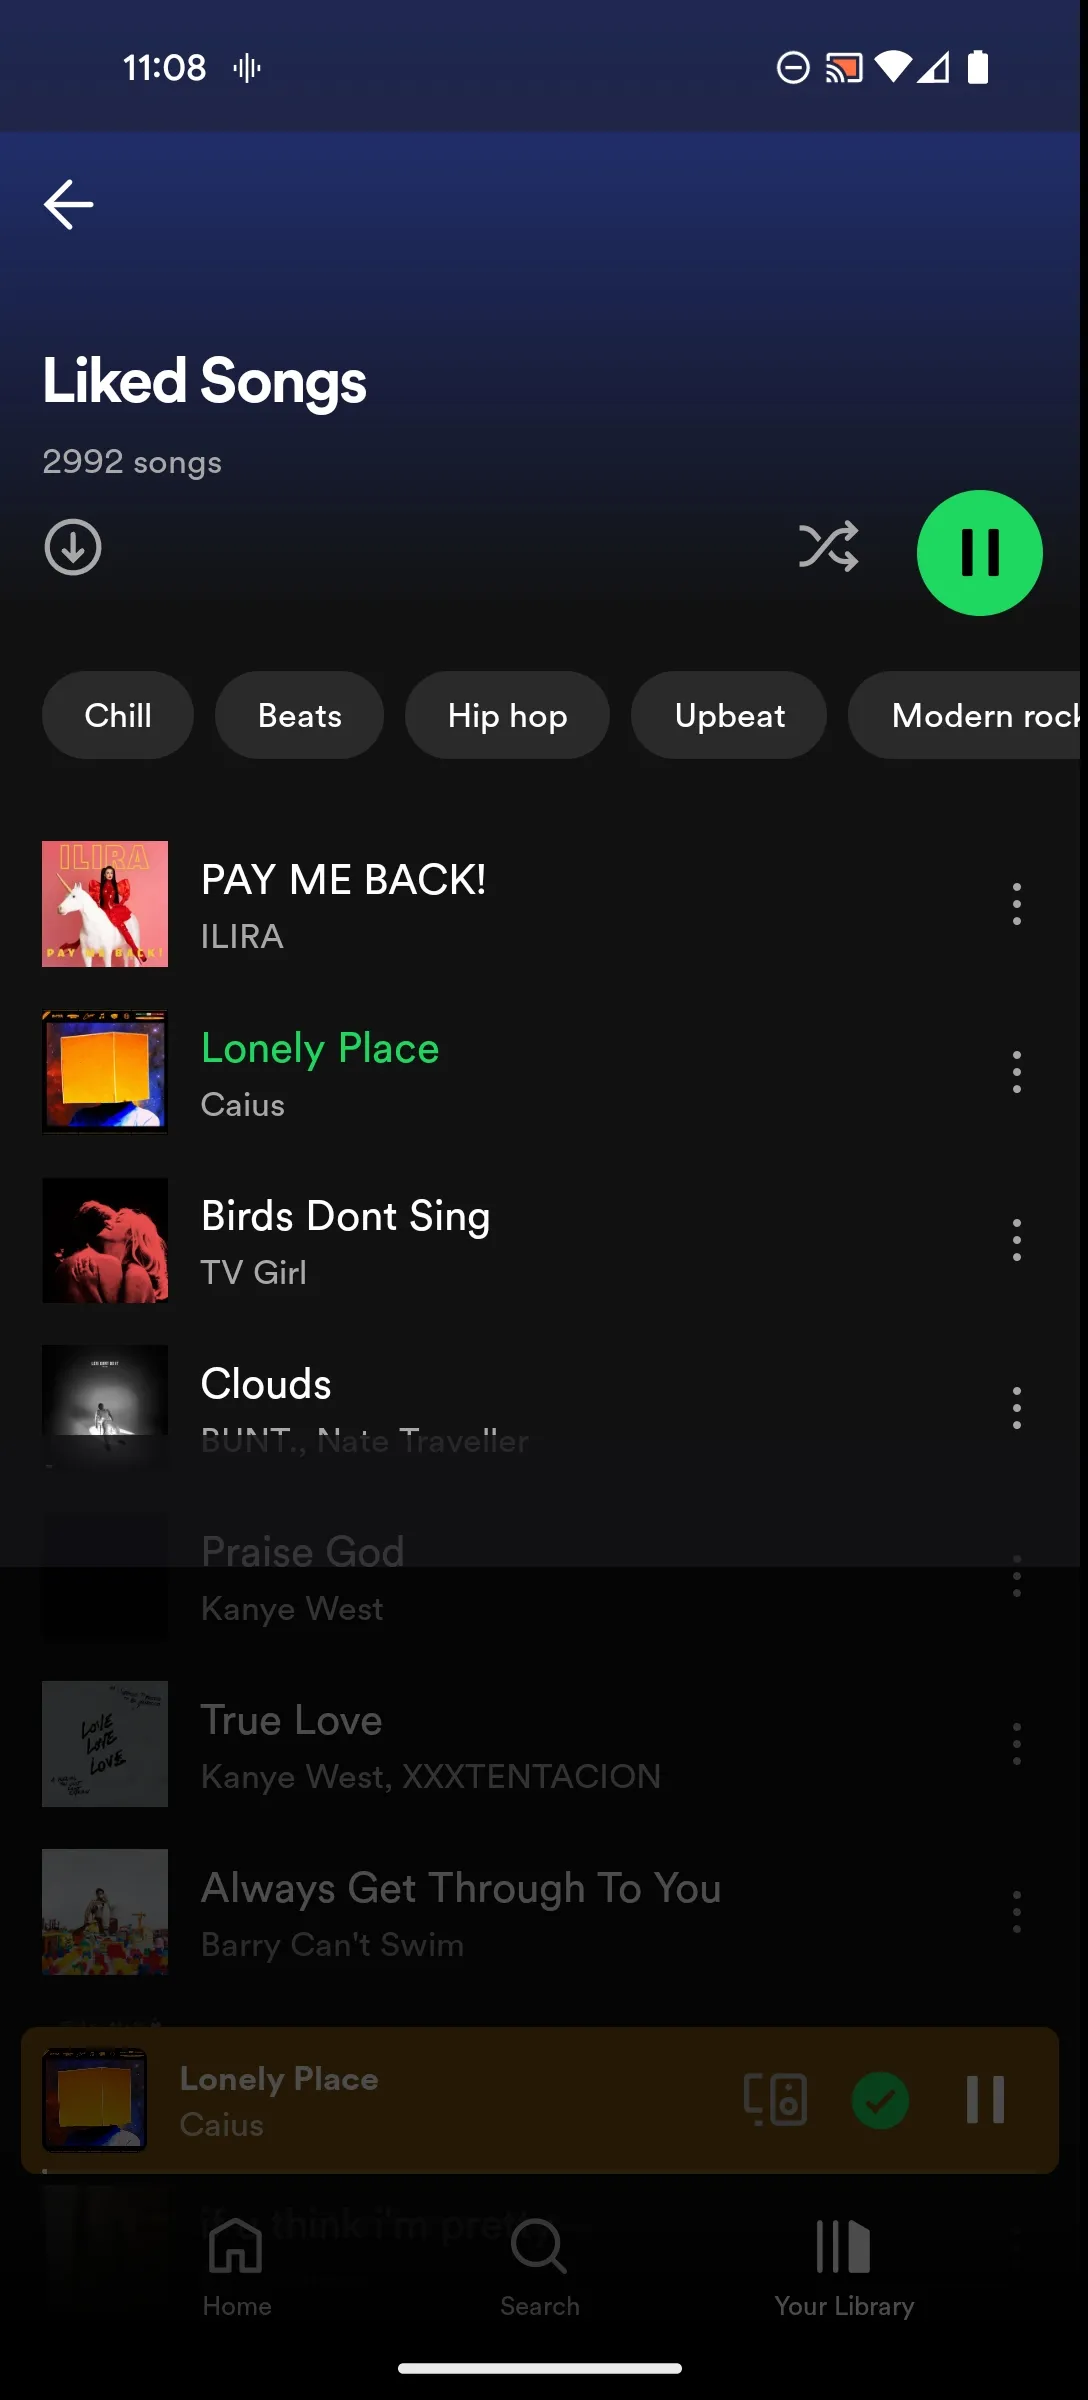 11:08
Liked Songs
2992 songs
Chill
Beats
Hip hop
Upbeat
Modern rock
ILIRA
PAY ME BACK!
PAY ME BACK!
ILIRA
Lonely Place
Caius
Birds Dont Sing
TV Girl
Clouds
BUNT., Nate Traveller
Praise God
Kanye West
LOVE
LOVE
LOVE
True Love
Kanye West, XXXTENTACION
Always Get Through To You
Barry Can't Swim
Lonely Place
Caius
if u think i'm pretty
Home
Search
Your Library